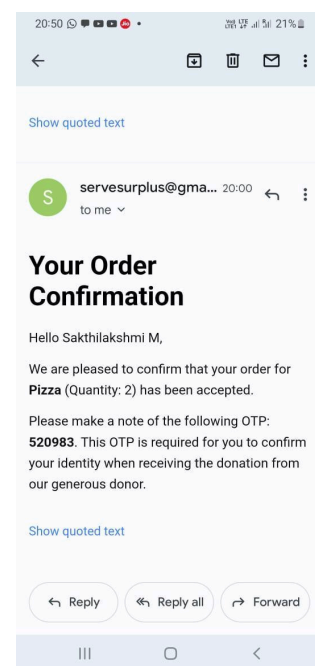 20:50 21%
Show quoted text
S
servesurplus@gma... 20:00
to me
Your Order
Confirmation
Hello Sakthilakshmi M,
We are pleased to confirm that your order for
Pizza (Quantity: 2) has been accepted.
Please make a note of the following OTP:
520983. This OTP is required for you to confirm
your identity when receiving the donation from
our generous donor.
Show quoted text
Reply Reply all Forward